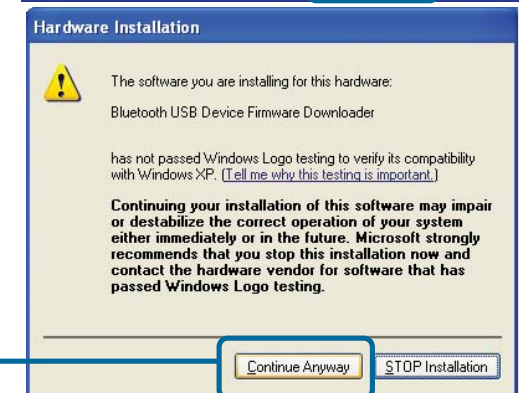 Hardware Installation
The software you are installing for this hardware:
Bluetooth USB Device Firmware Downloader
has not passed Windows Logo testing to verify its compatibility
with Windows XP. (Tell me why this testing is important.)
Continuing your installation of this software may impair
or destabilize the correct operation of your system
either immediately or in the future. Microsoft strongly
recommends that you stop this installation now and
contact the hardware vendor for software that has
passed Windows Logo testing.
Continue Anyway
STOP Installation